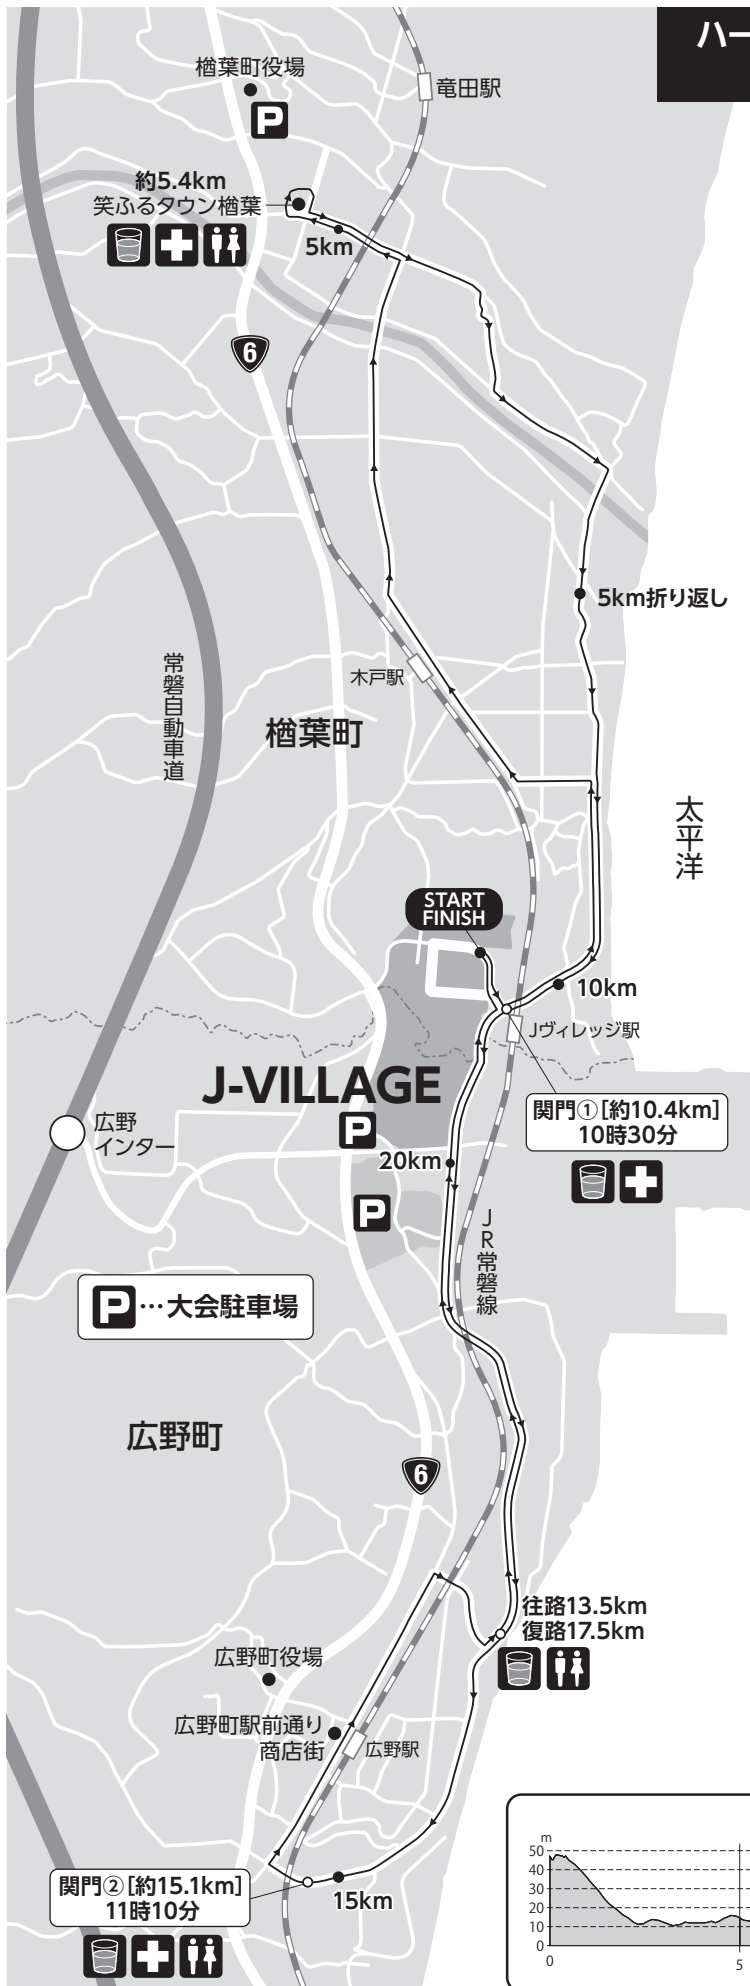 ハー
楢葉町役場
竜田駅
P
約5.4km
笑ふるタウン楢葉
5km
6
5km折り返し
常磐自動車道
木戸駅
楢葉町
太平洋
START
FINISH
10km
Jヴィレッジ駅
J-VILLAGE
関門①[約10.4km]
10時30分
広野
インター
P
20km
P
JR常磐線
P…大会駐車場
広野町
6
往路13.5km
復路17.5km
広野町役場
広野町駅前通り
商店街
広野駅
関門②[約15.1km]
11時10分
15km
m
50
40
30
20
10
0
0
5